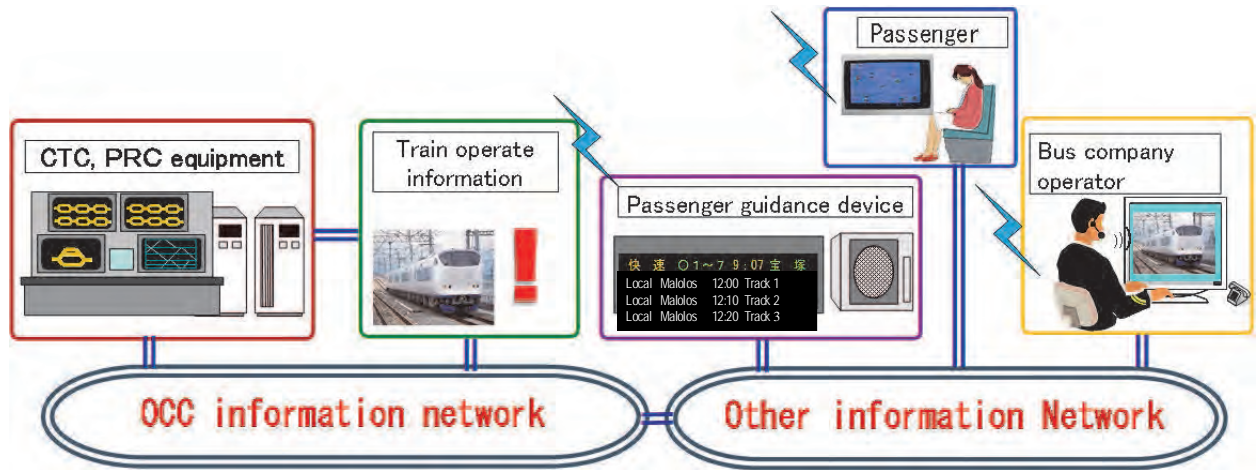 Passenger
CTC, PRC equipment
Train operate
information
Passenger guidance device
快速 〇1～7 9:07 宝塚
Local Malolos 12:00 Track 1
Local Malolos 12:10 Track 2
Local Malolos 12:20 Track 3
Bus company
operator
OCC information network
Other information Network